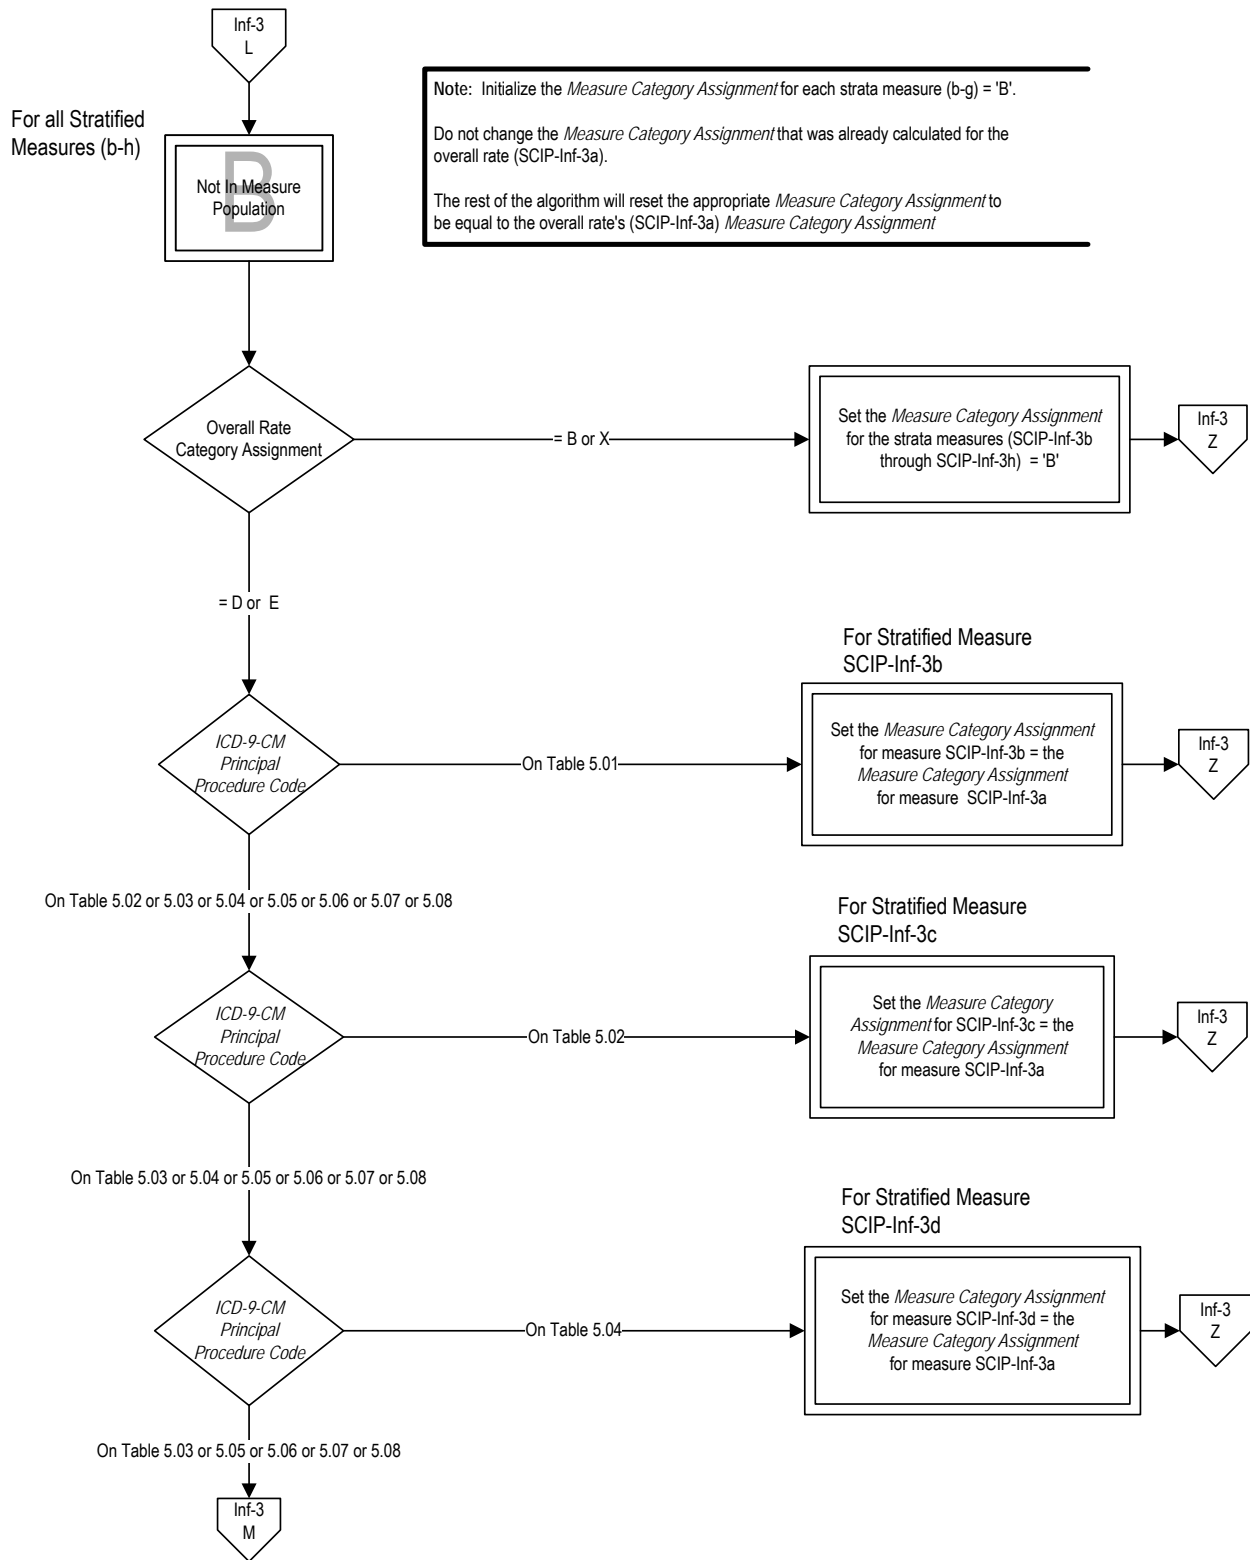 Inf-3
L
Note: Initialize the Measure Category Assignment for each strata measure (b-g) = 'B'.
Do not change the Measure Category Assignment that was already calculated for the
overall rate (SCIP-Inf-3a).
The rest of the algorithm will reset the appropriate Measure Category Assignment to
be equal to the overall rate's (SCIP-Inf-3a) Measure Category Assignment
For all Stratified
Measures (b-h)
B
Not In Measure
Population
Overall Rate
Category Assignment
= B or X
Set the Measure Category Assignment
for the strata measures (SCIP-Inf-3b
through SCIP-Inf-3h) = 'B'
Inf-3
Z
= D or E
For Stratified Measure
SCIP-Inf-3b
ICD-9-CM
Principal
Procedure Code
On Table 5.01
Set the Measure Category Assignment
for measure SCIP-Inf-3b = the
Measure Category Assignment
for measure SCIP-Inf-3a
Inf-3
Z
On Table 5.02 or 5.03 or 5.04 or 5.05 or 5.06 or 5.07 or 5.08
For Stratified Measure
SCIP-Inf-3c
ICD-9-CM
Principal
Procedure Code
On Table 5.02
Set the Measure Category
Assignment for SCIP-Inf-3c = the
Measure Category Assignment
for measure SCIP-Inf-3a
Inf-3
Z
On Table 5.03 or 5.04 or 5.05 or 5.06 or 5.07 or 5.08
For Stratified Measure
SCIP-Inf-3d
ICD-9-CM
Principal
Procedure Code
On Table 5.04
Set the Measure Category Assignment
for measure SCIP-Inf-3d = the
Measure Category Assignment
for measure SCIP-Inf-3a
Inf-3
Z
On Table 5.03 or 5.05 or 5.06 or 5.07 or 5.08
Inf-3
M